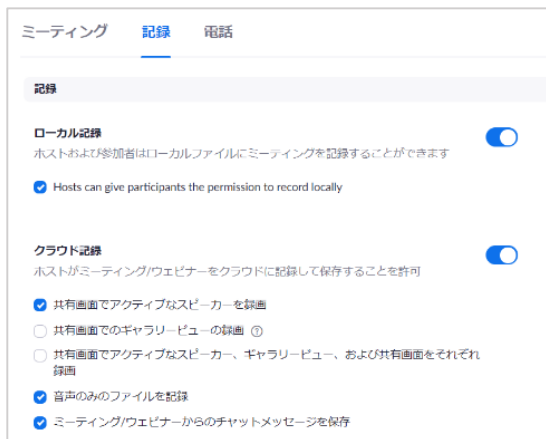 ミーティング 記録 電話
記録
ローカル記録
ホストおよび参加者はローカルファイルにミーティングを記録することができます
Hosts can give participants the permission to record locally
クラウド記録
ホストがミーティング/ウェビナーをクラウドに記録して保存することを許可
共有画面でアクティブなスピーカーを録画
共有画面でのギャラリービューの録画 ?
共有画面でアクティブなスピーカー、ギャラリービュー、および共有画面をそれぞれ
録画
音声のみのファイルを記録
ミーティング/ウェビナーからのチャットメッセージを保存